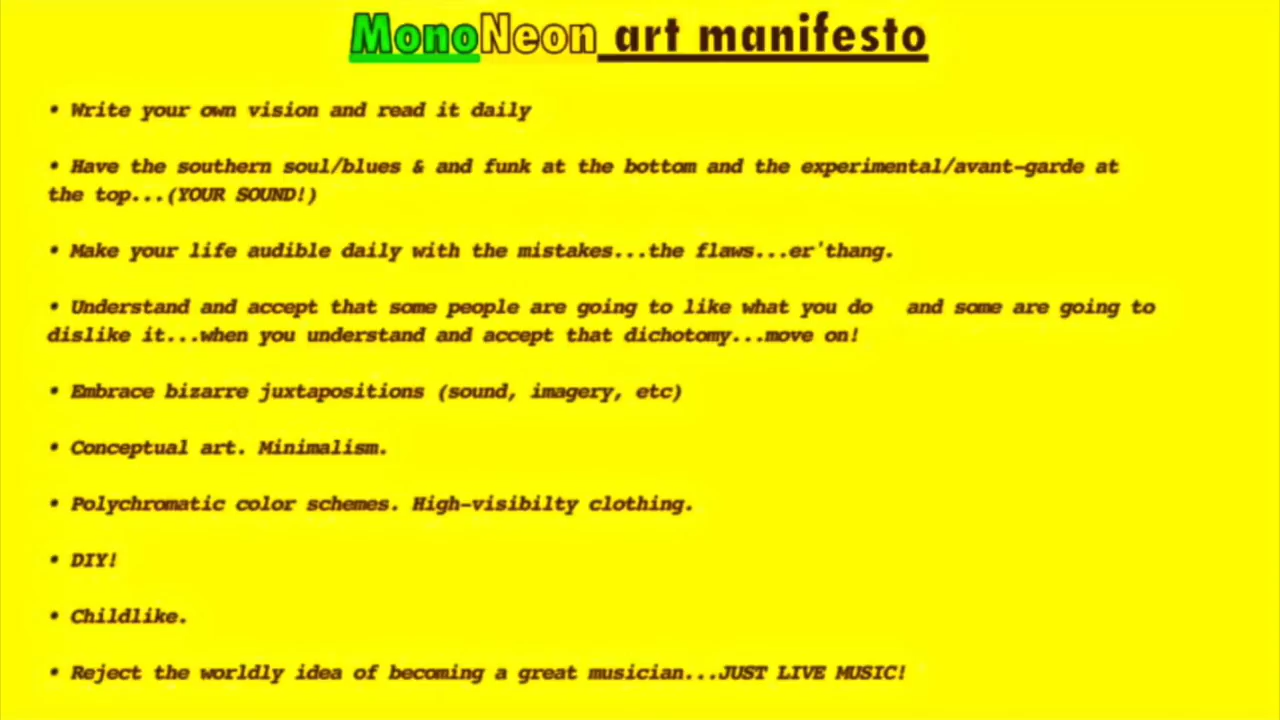 MonoNeon art manifesto
• Write your own vision and read it daily
• Have the southern soul/blues & and funk at the bottom and the experimental/avant-garde at
the top...(YOUR SOUND!)
• Make your life audible daily with the mistakes...the flaws...er'thang.
• Understand and accept that some people are going to like what you do   and some are going to
dislike it...when you understand and accept that dichotomy...move on!
• Embrace bizarre juxtapositions (sound, imagery, etc)
• Conceptual art. Minimalism.
• Polychromatic color schemes. High-visibilty clothing.
• DIY!
• Childlike.
• Reject the worldly idea of becoming a great musician...JUST LIVE MUSIC!